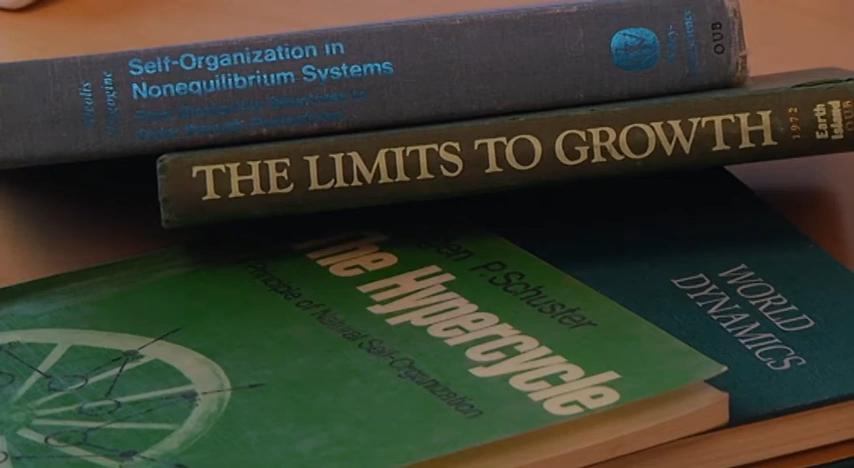 Nicolis
Prigogine
Self-Organization in
Nonequilibrium Systems
OUB
THE LIMITS TO GROWTH
1972
Earth
Island
OUB
The Hypercycle
P. Schuster
Principle of Natural Self-Organization
WORLD
DYNAMICS